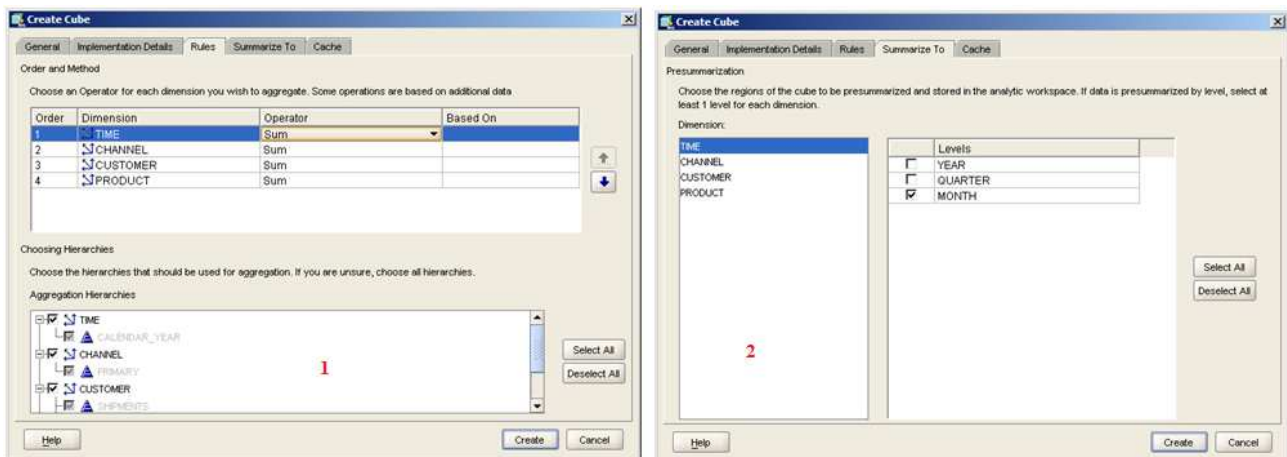 Create Cube
General Implementation Details Rules Summarize To Cache
Order and Method
Choose an Operator for each dimension you wish to aggregate. Some operations are based on additional data
Order Dimension Operator Based On
1 TIME Sum
2 CHANNEL Sum
3 CUSTOMER Sum
4 PRODUCT Sum
Choosing Hierarchies
Choose the hierarchies that should be used for aggregation. If you are unsure, choose all hierarchies.
Aggregation Hierarchies
TIME
CALENDAR_YEAR
CHANNEL
PRIMARY
CUSTOMER
SHIPMENTS
1
Select All
Deselect All
Help Create Cancel
Create Cube
General Implementation Details Rules Summarize To Cache
Presummarization
Choose the regions of the cube to be presummarized and stored in the analytic workspace. If data is presummarized by level, select at
least 1 level for each dimension.
Dimension:
TIME
CHANNEL
CUSTOMER
PRODUCT
Levels
YEAR
QUARTER
MONTH
2
Select All
Deselect All
Help Create Cancel